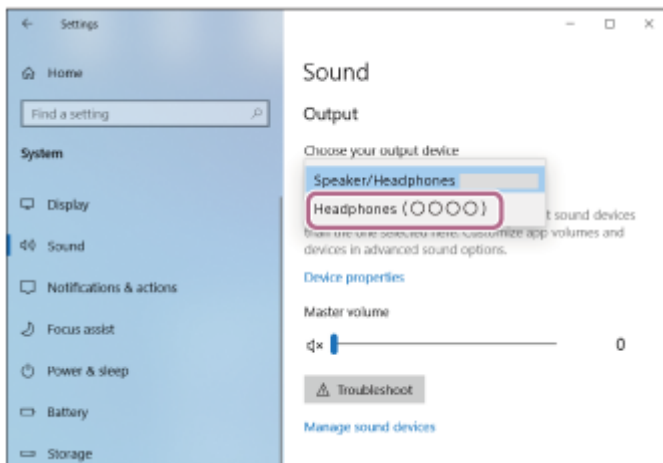 Settings
Home
Find a setting
System
Display
Sound
Notifications & actions
Focus assist
Power & sleep
Battery
Storage
Sound
Output
Choose your output device
Speaker/Headphones
Headphones (○○○○)
t sound devices
than the one selected here. Customize app volumes and
devices in advanced sound options.
Device properties
Master volume
0
Troubleshoot
Manage sound devices